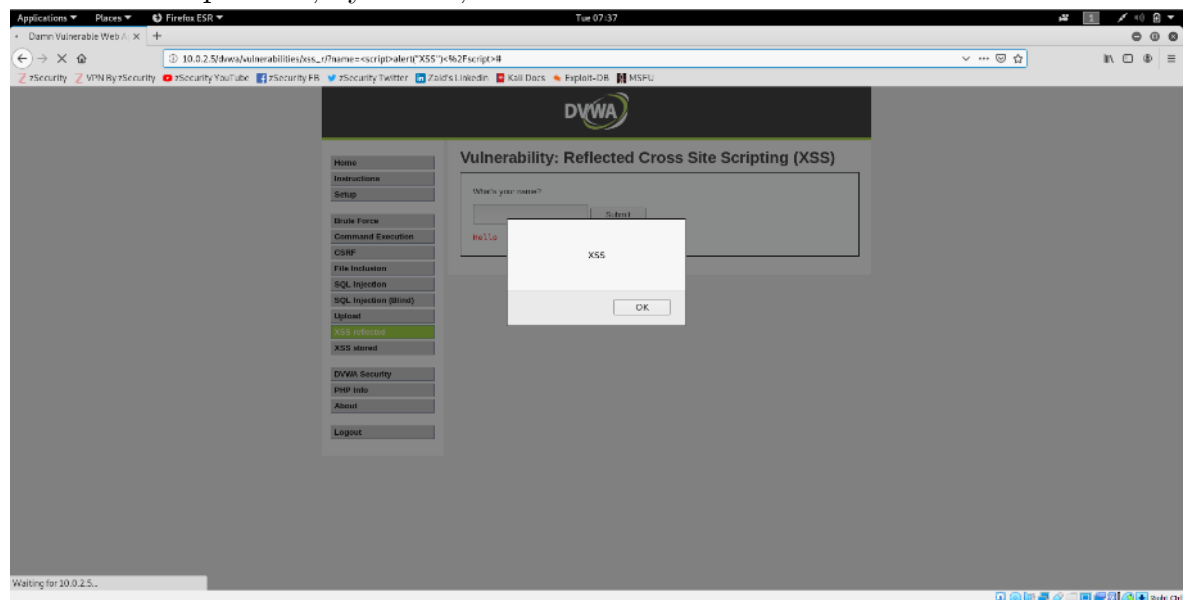 Applications Places Firefox ESR Tue 07:37 1
Damn Vulnerable Web A
10.0.2.5/dvwa/vulnerabilities/xss_r/?name=<script>alert("XSS")<%2Fscript>#
zSecurity VPN By zSecurity zSecurity YouTube zSecurity FB zSecurity Twitter Zaid's Linkedin Kali Docs Exploit-DB MSFU
DVWA
Vulnerability: Reflected Cross Site Scripting (XSS)
Home
Instructions
Setup
Brute Force
Command Execution
CSRF
File Inclusion
SQL Injection
SQL Injection (Blind)
Upload
XSS reflected
XSS stored
DVWA Security
PHP Info
About
Logout
What's your name?
Submit
Hello
XSS
OK
Waiting for 10.0.2.5...
Right Ctrl